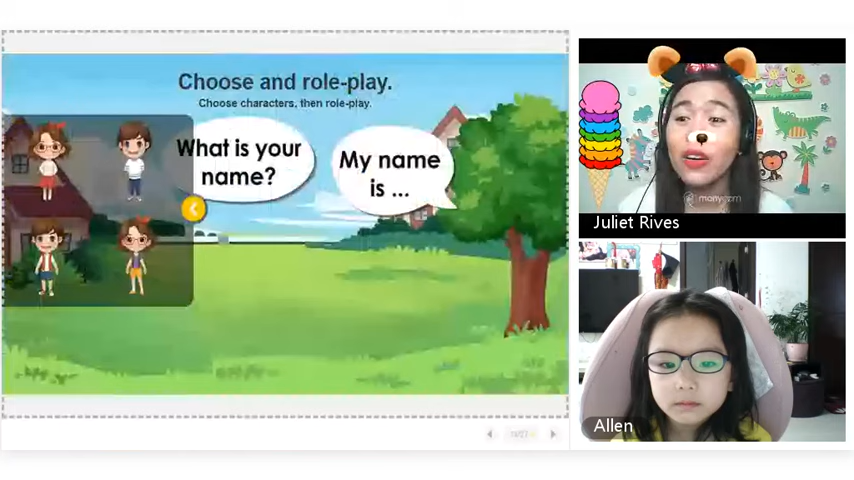 Choose and role-play.
Choose characters, then role-play.
What is your
name?
My name
is ...
manycam
Juliet Rives
Allen